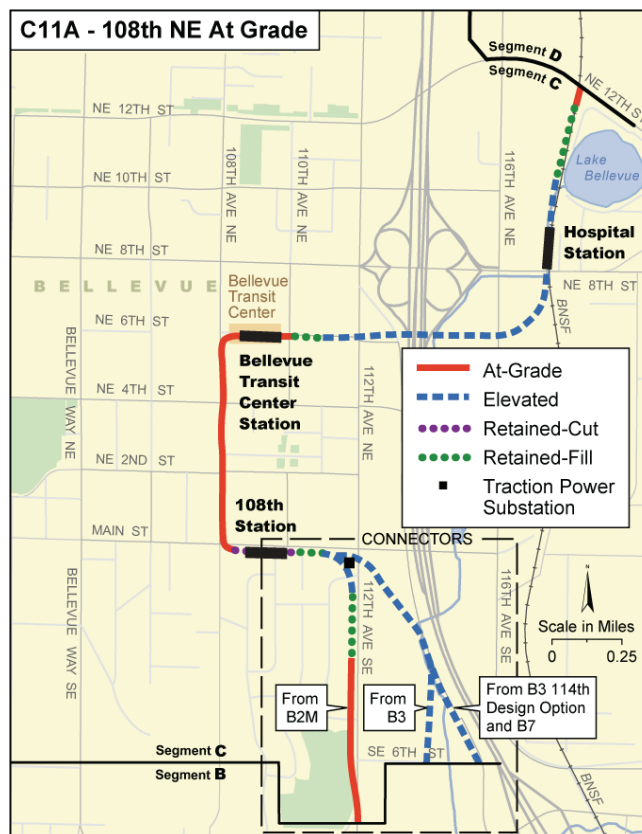 C11A - 108th NE At Grade
Segment D
Segment C
NE 12TH ST
NE 12TH ST
108TH AVE NE
110TH AVE NE
116TH AVE NE
Lake
Bellevue
NE 10TH ST
Hospital
Station
NE 8TH ST
NE 8TH ST
BELLEVUE
Bellevue
Transit
Center
BNSF
NE 6TH ST
BELLEVUE WAY NE
Bellevue
Transit
Center
Station
112TH AVE NE
At-Grade
Elevated
Retained-Cut
Retained-Fill
Traction Power
Substation
NE 4TH ST
NE 2ND ST
108th
Station
MAIN ST
CONNECTORS
BELLEVUE WAY SE
112TH AVE SE
116TH AVE SE
N
Scale in Miles
0 0.25
From
B2M
From
B3
From B3 114th
Design Option
and B7
SE 6TH ST
Segment C
Segment B
BNSF